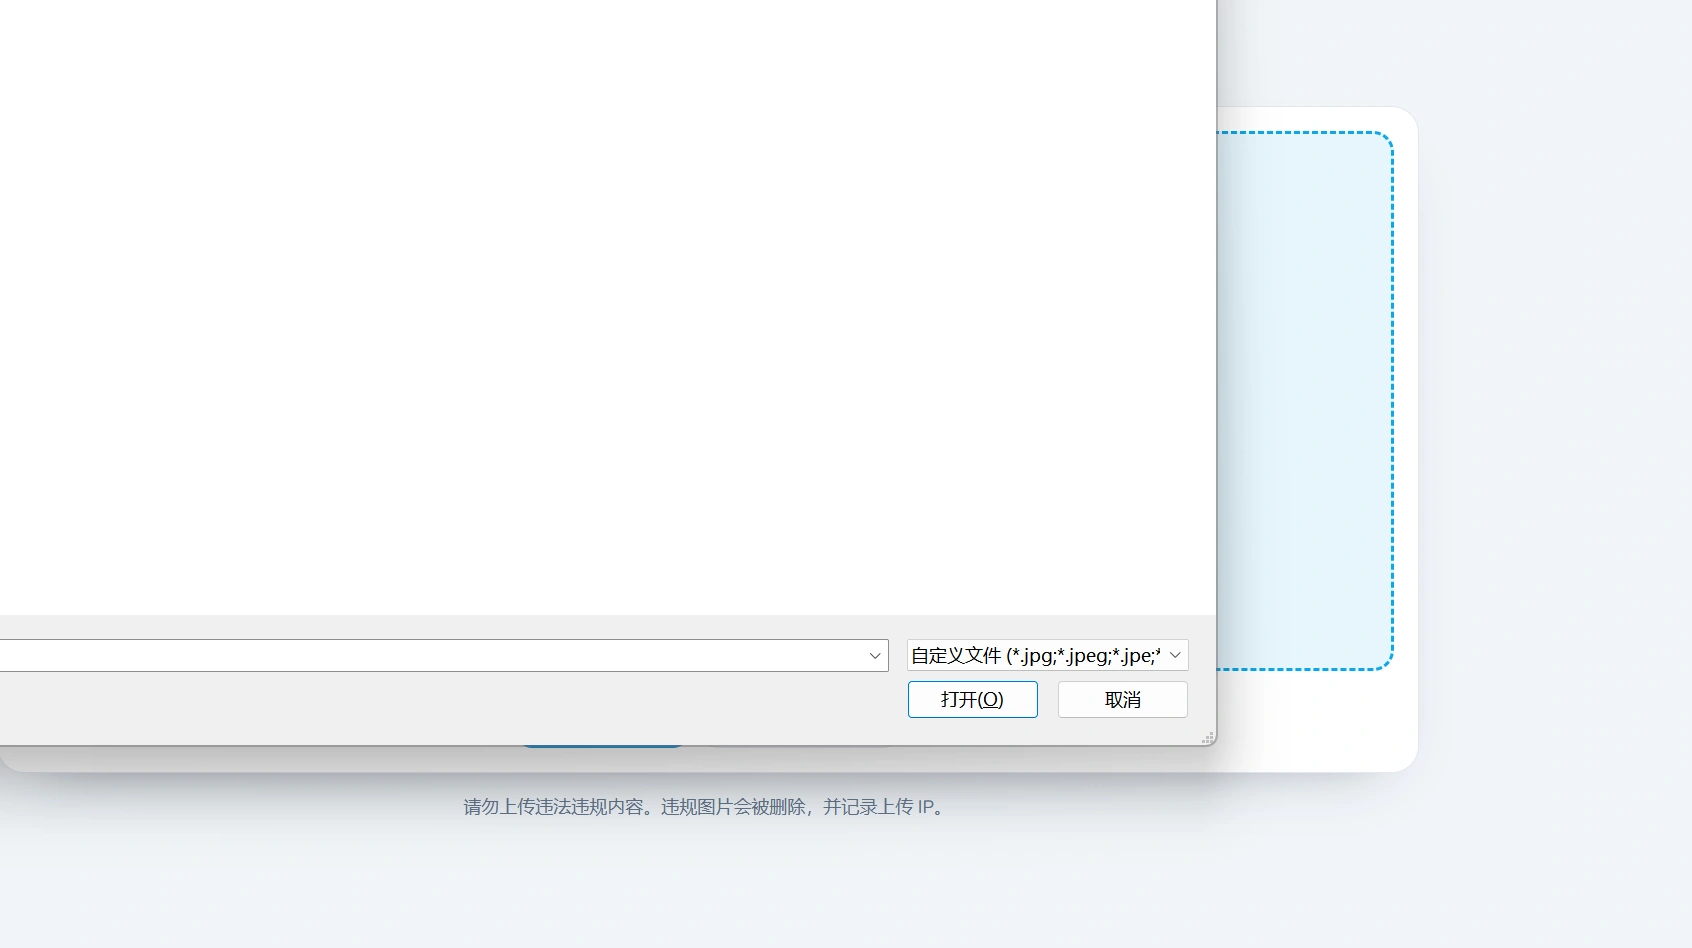 自定义文件 (*.jpg;*.jpeg;*.jpe;*
打开(O)
取消
请勿上传违法违规内容。违规图片会被删除，并记录上传 IP。